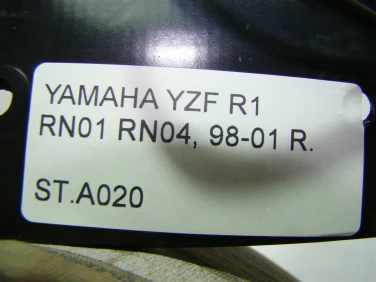 YAMAHA YZF R1
RN01 RN04, 98-01 R.
ST.A020